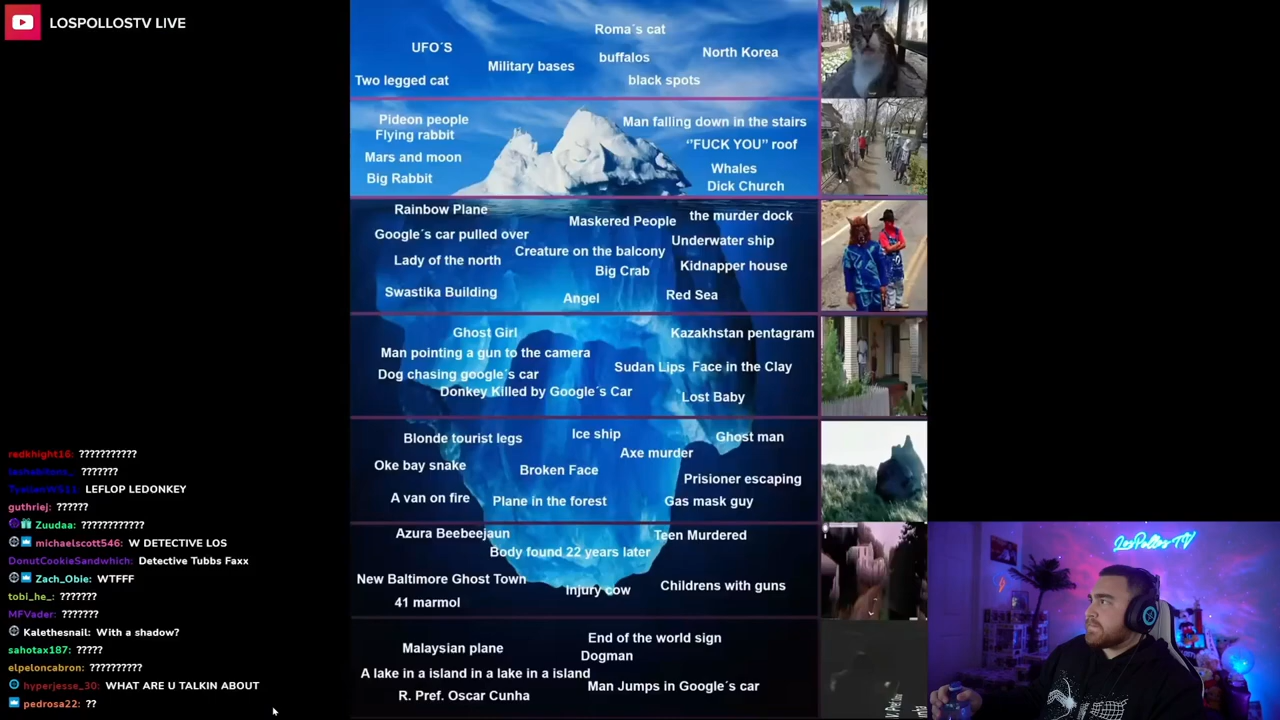 LOSPOLLOSTV LIVE
Roma´s cat
UFO´S
buffalos
North Korea
Military bases
Two legged cat
black spots
Pideon people
Flying rabbit
Man falling down in the stairs
"FUCK YOU" roof
Mars and moon
Whales
Big Rabbit
Dick Church
Rainbow Plane
Maskered People
the murder dock
Google´s car pulled over
Underwater ship
Creature on the balcony
Lady of the north
Big Crab
Kidnapper house
Swastika Building
Angel
Red Sea
Ghost Girl
Kazakhstan pentagram
Man pointing a gun to the camera
Sudan Lips
Face in the Clay
Dog chasing google´s car
Donkey Killed by Google´s Car
Lost Baby
Blonde tourist legs
Ice ship
Ghost man
Axe murder
Oke bay snake
Broken Face
Prisioner escaping
A van on fire
Plane in the forest
Gas mask guy
Azura Beebeejaun
Teen Murdered
Body found 22 years later
New Baltimore Ghost Town
Injury cow
Childrens with guns
41 marmol
Malaysian plane
End of the world sign
Dogman
A lake in a island in a lake in a island
Man Jumps in Google´s car
R. Pref. Oscar Cunha
redkhight16: ???????????
???????
LEFLOP LEDONKEY
guthriej: ??????
Zuudaa: ????????????
michaelscott546: W DETECTIVE LOS
DonutCookieSandwhich: Detective Tubbs Faxx
Zach_Obie: WTFFF
tobi_he_: ???????
MFVader: ???????
Kalethesnail: With a shadow?
sahotax187: ?????
elpeloncabron: ??????????
hyperjesse_30: WHAT ARE U TALKIN ABOUT
pedrosa22: ??
LosPollos TV